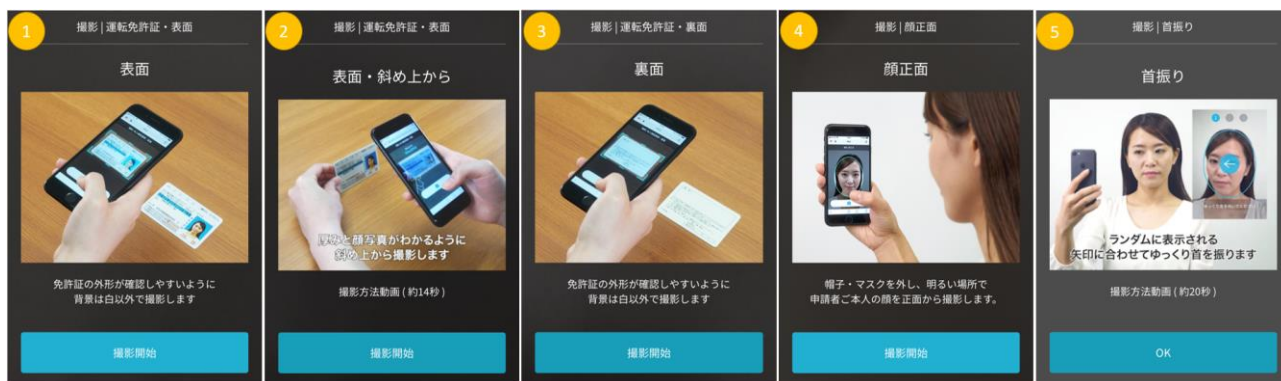 1
撮影 | 運転免許証・表面
表面
免許証の外形が確認しやすいように
背景は白以外で撮影します
撮影開始
2
撮影 | 運転免許証・表面
表面・斜め上から
厚みと顔写真がわかるように
斜め上から撮影します
撮影方法動画 ( 約14秒 )
撮影開始
3
撮影 | 運転免許証・裏面
裏面
免許証の外形が確認しやすいように
背景は白以外で撮影します
撮影開始
4
撮影 | 顔正面
顔正面
帽子・マスクを外し、明るい場所で
申請者ご本人の顔を正面から撮影します。
撮影開始
5
撮影 | 首振り
首振り
ランダムに表示される
矢印に合わせてゆっくり首を振ります
撮影方法動画 ( 約20秒 )
OK